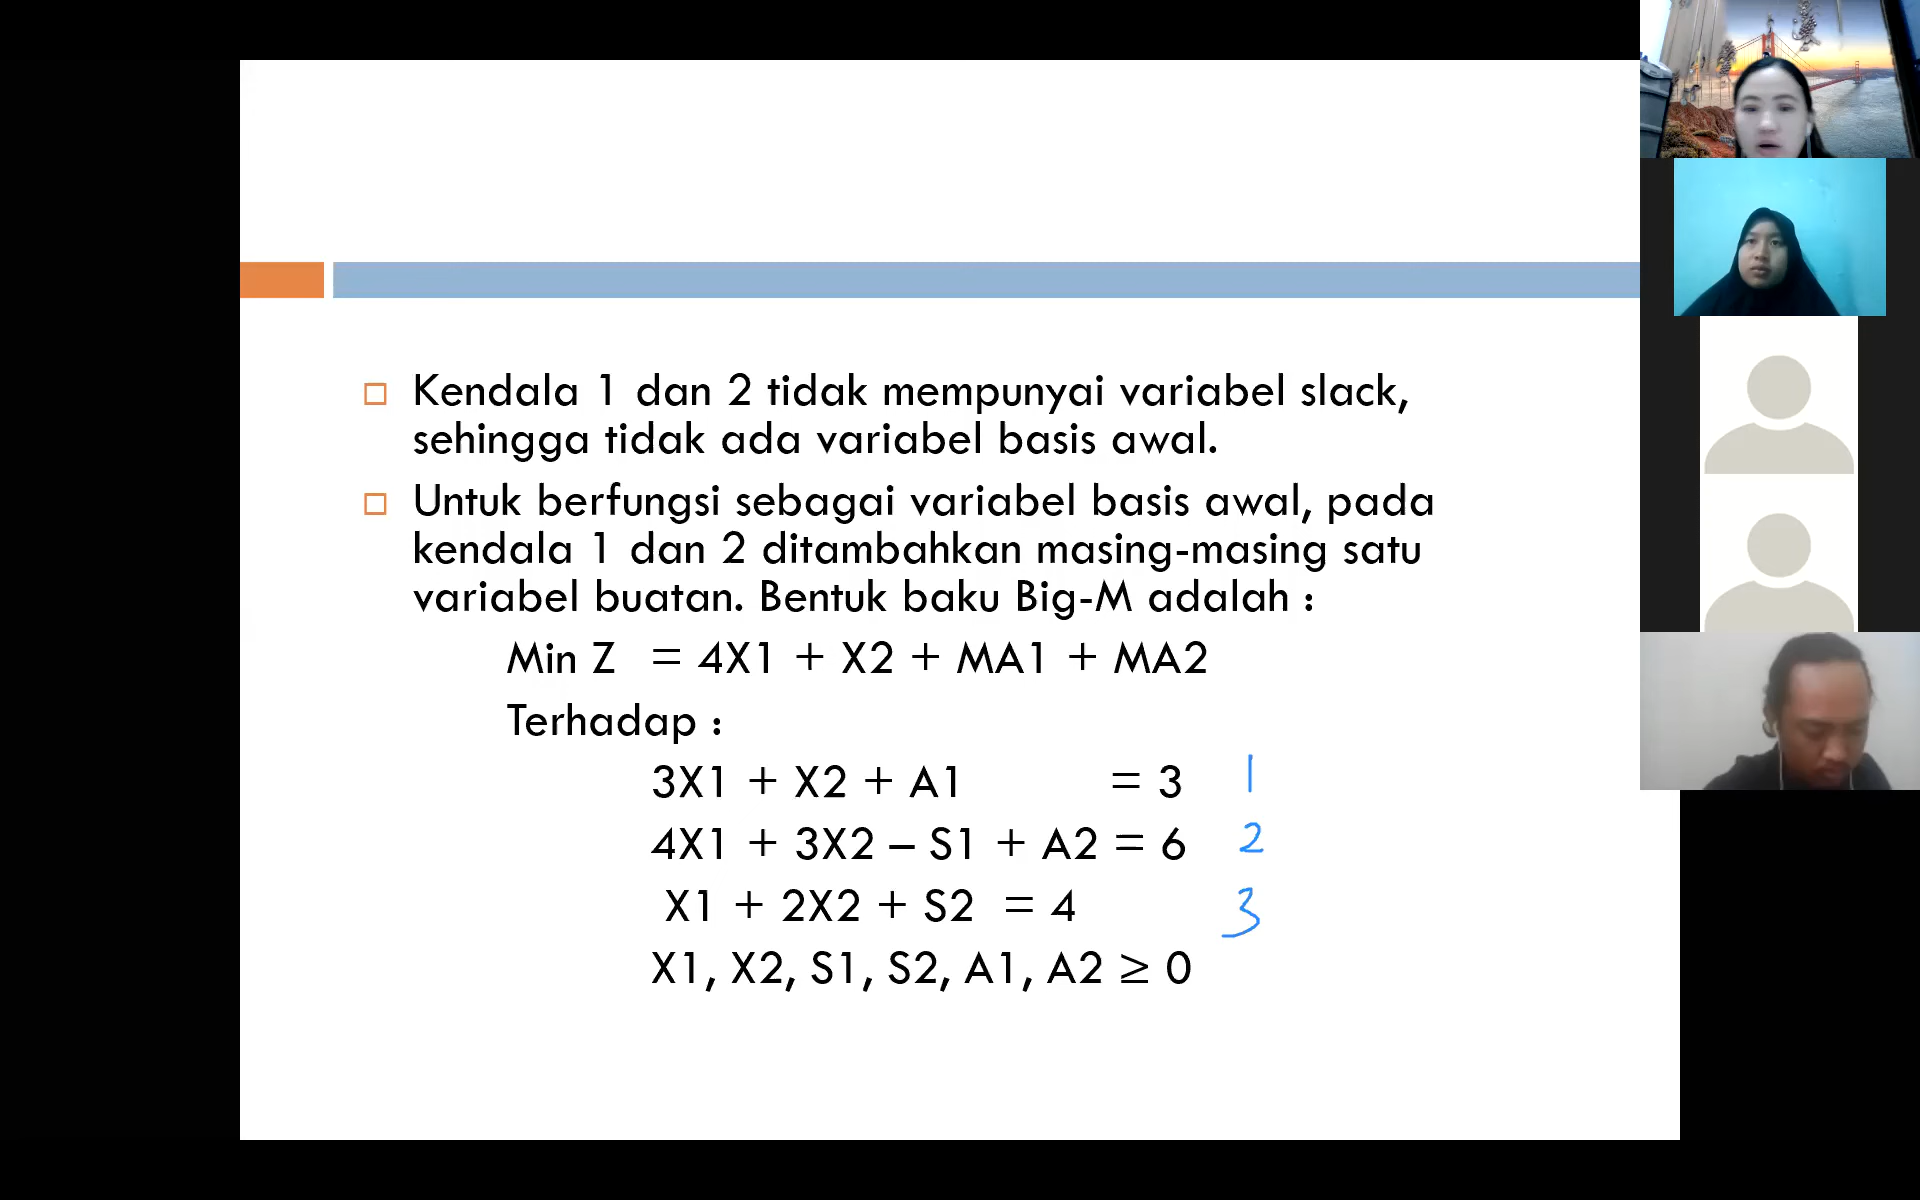 Kendala 1 dan 2 tidak mempunyai variabel slack,
sehingga tidak ada variabel basis awal.
Untuk berfungsi sebagai variabel basis awal, pada
kendala 1 dan 2 ditambahkan masing-masing satu
variabel buatan. Bentuk baku Big-M adalah :
Min Z = 4X1 + X2 + MA1 + MA2
Terhadap :
3X1 + X2 + A1 = 3 1
4X1 + 3X2 – S1 + A2 = 6 2
X1 + 2X2 + S2 = 4 3
X1, X2, S1, S2, A1, A2 ≥ 0